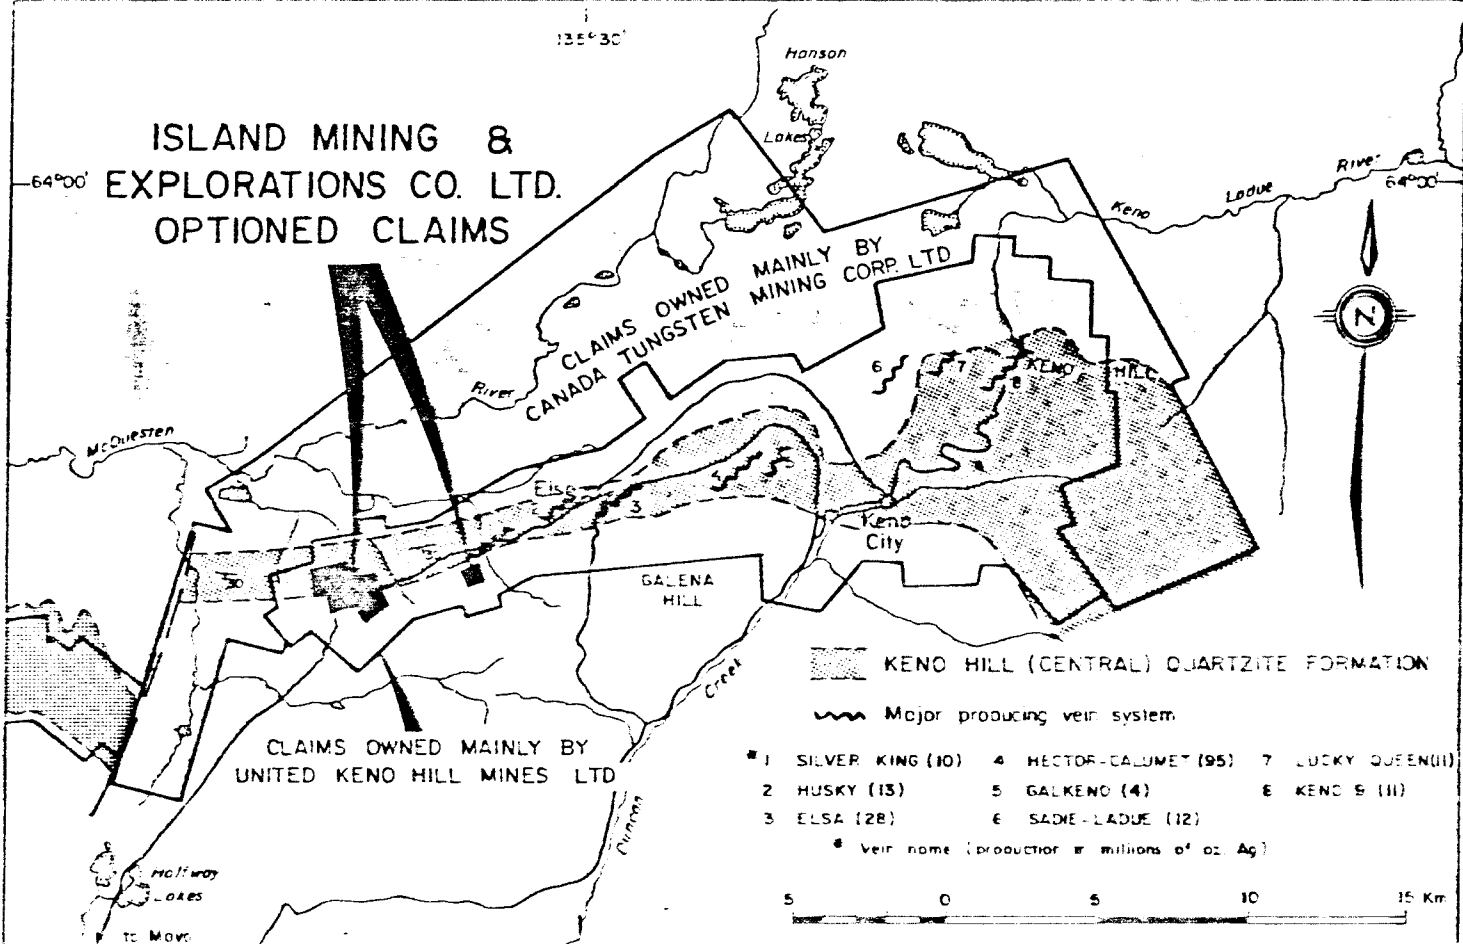 135°30'
Hanson
Lakes
ISLAND MINING &
EXPLORATIONS CO. LTD.
OPTIONED CLAIMS
64°00'
64°00'
Keno
Ladue
River
CLAIMS OWNED MAINLY BY
CANADA TUNGSTEN MINING CORP. LTD
McQuesten
River
6
7
8
KENO HILL
Elsa
3
Keno
City
GALENA
HILL
Z
KENO HILL (CENTRAL) QUARTZITE FORMATION
Major producing vein system
CLAIMS OWNED MAINLY BY
UNITED KENO HILL MINES LTD
Creek
Duncan
* 1 SILVER KING (10) 4 HECTOR-CALUMET (95) 7 LUCKY QUEEN (11)
2 HUSKY (13) 5 GALKENO (4) 8 KENO 9 (11)
3 ELSA (28) 6 SADIE-LADUE (12)
* Vein name (production in millions of oz. Ag)
Halfway
Lakes
to Mayo
5 0 5 10 15 Km